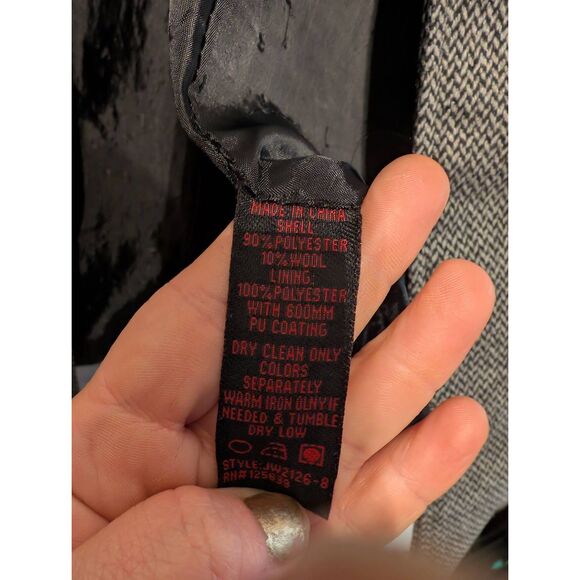 MADE IN CHINA
SHELL
90% POLYESTER
10% WOOL
LINING:
100% POLYESTER
WITH 600MM
PU COATING
DRY CLEAN ONLY
COLORS
SEPARATELY
WARM IRON OLNY IF
NEEDED & TUMBLE
DRY LOW
STYLE:JW2126-8
RN# 125639